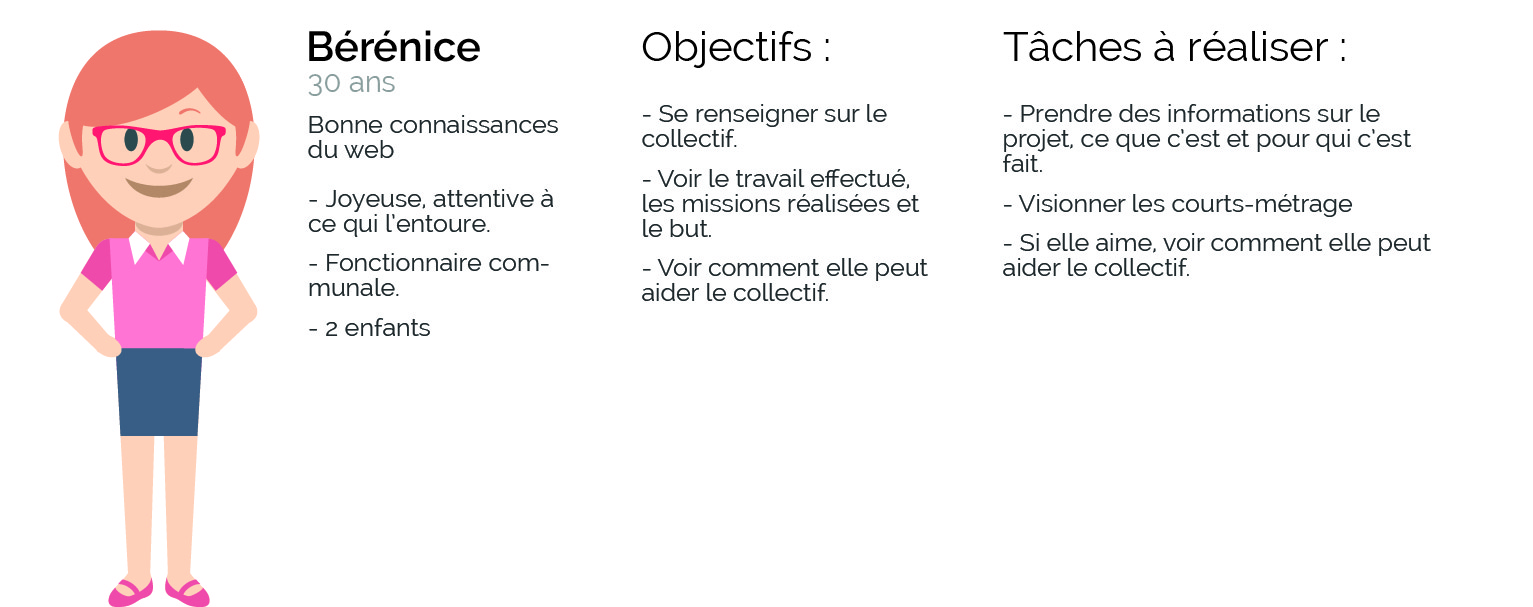 Bérénice
30 ans
Bonne connaissances
du web
- Joyeuse, attentive à
ce qui l'entoure.
- Fonctionnaire com-
munale.
- 2 enfants
Objectifs :
- Se renseigner sur le
collectif.
- Voir le travail effectué,
les missions réalisées et
le but.
- Voir comment elle peut
aider le collectif.
Tâches à réaliser :
- Prendre des informations sur le
projet, ce que c'est et pour qui c'est
fait.
- Visionner les courts-métrage
- Si elle aime, voir comment elle peut
aider le collectif.